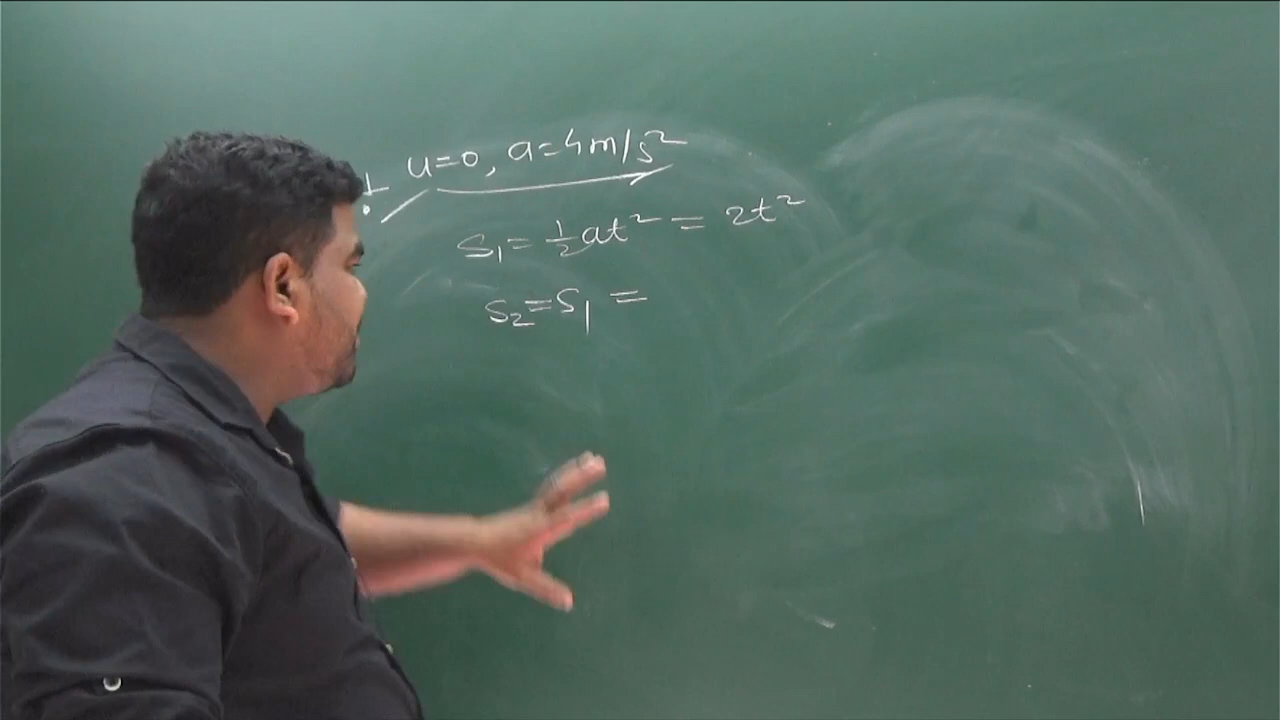 u=0, a=4m/s²
S₁ = ½at² = 2t²
S₂ = S₁ =